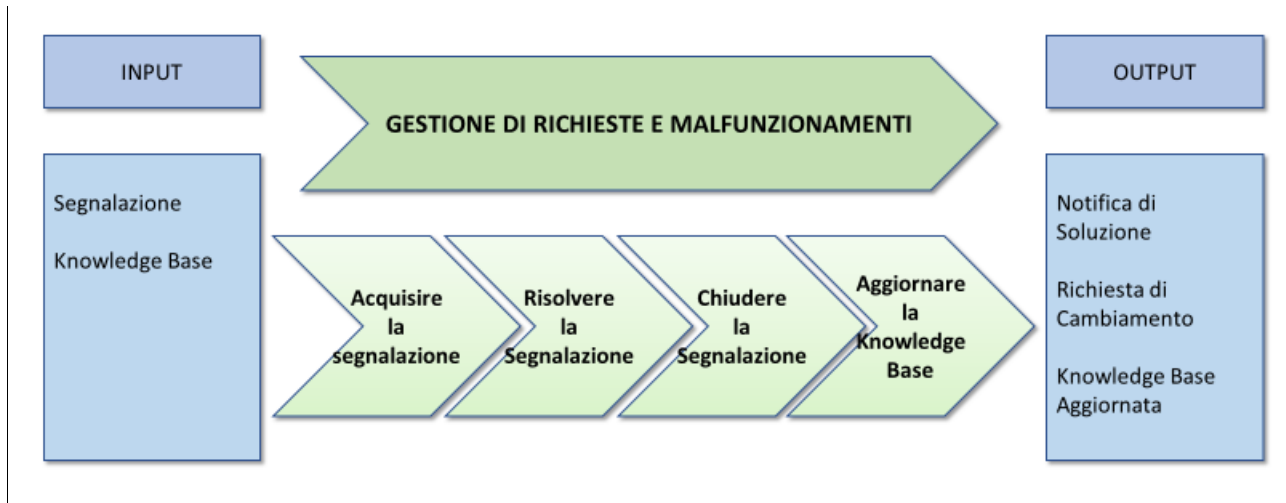 INPUT
GESTIONE DI RICHIESTE E MALFUNZIONAMENTI
OUTPUT
Segnalazione
Knowledge Base
Acquisire
la
segnalazione
Risolvere
la
Segnalazione
Chiudere
la
Segnalazione
Aggiornare
la
Knowledge
Base
Notifica di
Soluzione
Richiesta di
Cambiamento
Knowledge Base
Aggiornata